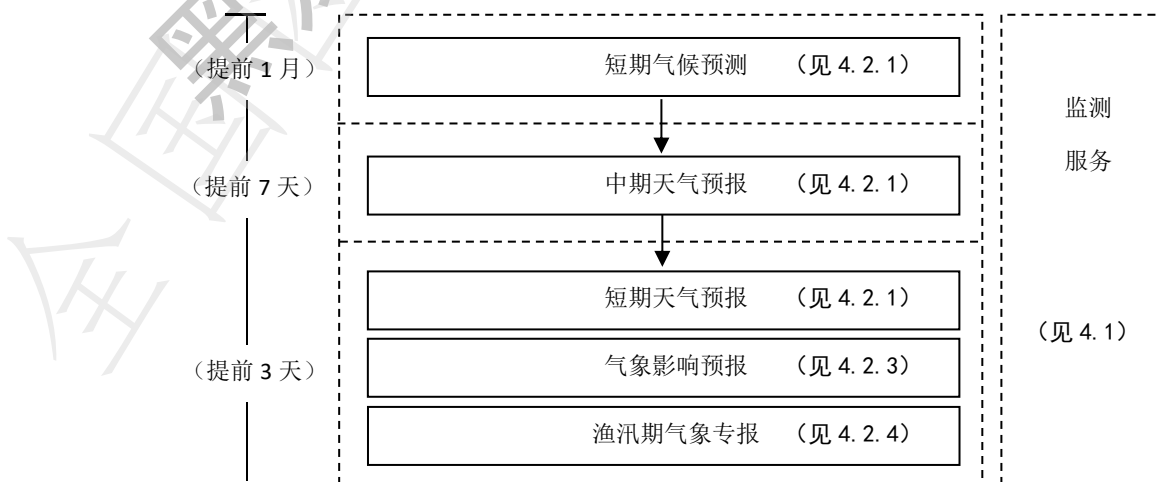 （提前 1 月）
短期气候预测 （见 4.2.1）
监测
服务
（提前 7 天）
中期天气预报 （见 4.2.1）
短期天气预报 （见 4.2.1）
（见 4.1）
（提前 3 天）
气象影响预报 （见 4.2.3）
渔汛期气象专报 （见 4.2.4）
全国